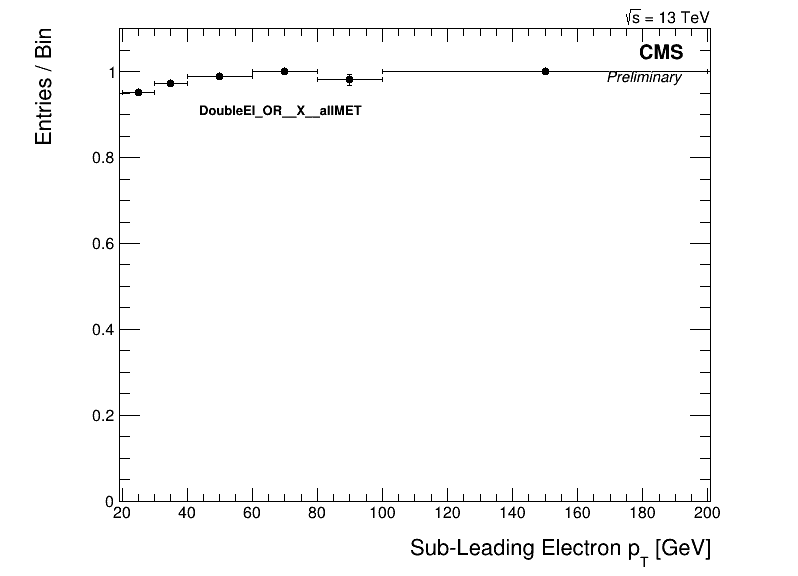 √s = 13 TeV
CMS
Preliminary
Entries / Bin
DoubleEl_OR__X__allMET
1
0.8
0.6
0.4
0.2
0
20 40 60 80 100 120 140 160 180 200
Sub-Leading Electron pT [GeV]